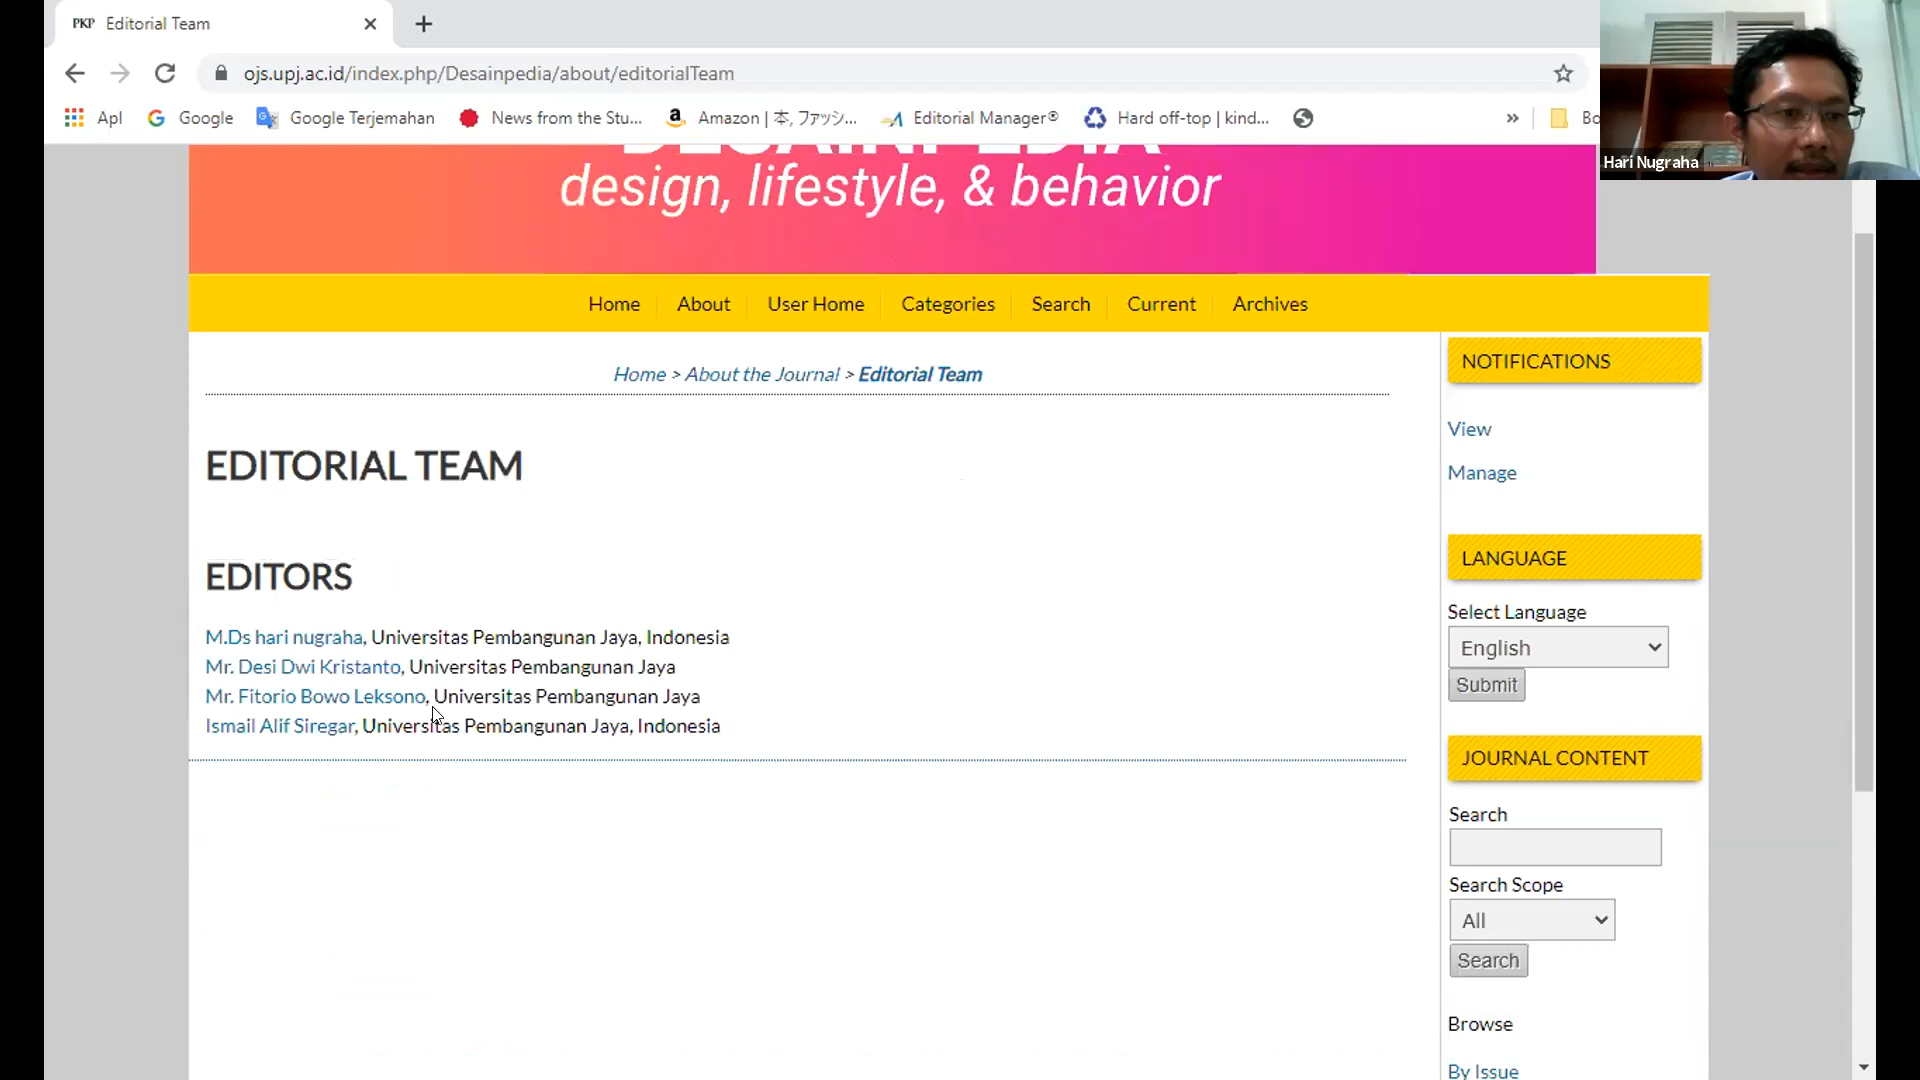 PKP Editorial Team
ojs.upj.ac.id/index.php/Desainpedia/about/editorialTeam
Apl Google Google Terjemahan News from the Stu... Amazon | 本, ファッシ... Editorial Manager® Hard off-top | kind... » Bo
Hari Nugraha
DESAINPEDIA
design, lifestyle, & behavior
Home About User Home Categories Search Current Archives
Home > About the Journal > Editorial Team
EDITORIAL TEAM
EDITORS
M.Ds hari nugraha, Universitas Pembangunan Jaya, Indonesia
Mr. Desi Dwi Kristanto, Universitas Pembangunan Jaya
Mr. Fitorio Bowo Leksono, Universitas Pembangunan Jaya
Ismail Alif Siregar, Universitas Pembangunan Jaya, Indonesia
NOTIFICATIONS
View
Manage
LANGUAGE
Select Language
English
Submit
JOURNAL CONTENT
Search
Search Scope
All
Search
Browse
By Issue